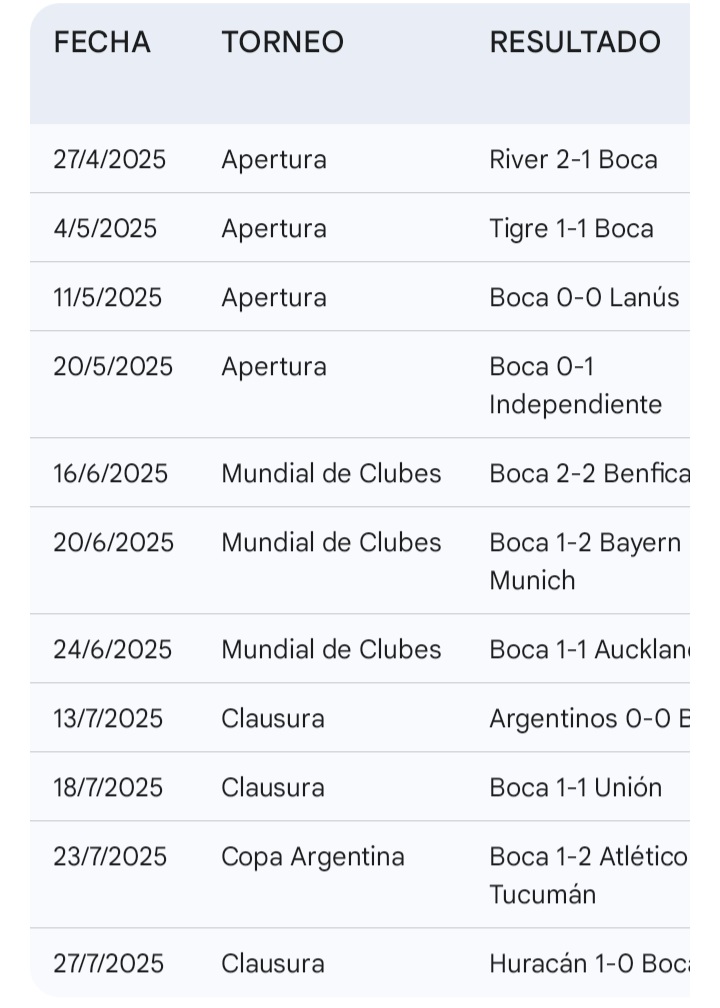 FECHA TORNEO RESULTADO
27/4/2025 Apertura River 2-1 Boca
4/5/2025 Apertura Tigre 1-1 Boca
11/5/2025 Apertura Boca 0-0 Lanús
20/5/2025 Apertura Boca 0-1
Independiente
16/6/2025 Mundial de Clubes Boca 2-2 Benfica
20/6/2025 Mundial de Clubes Boca 1-2 Bayern
Munich
24/6/2025 Mundial de Clubes Boca 1-1
13/7/2025 Clausura Argentinos 0-0
18/7/2025 Clausura Boca 1-1 Unión
23/7/2025 Copa Argentina Boca 1-2 Atlético
Tucumán
27/7/2025 Clausura Huracán 1-0 Boca